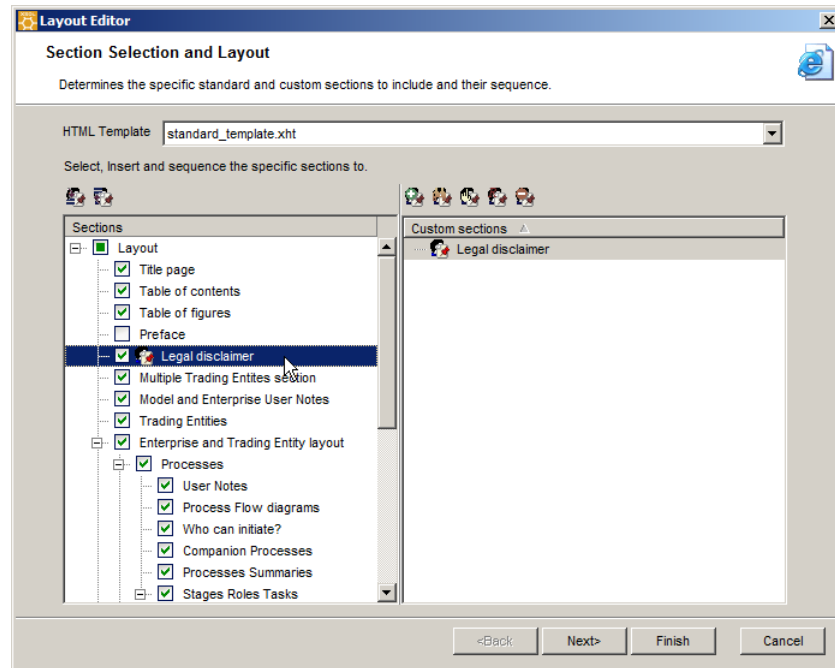 Layout Editor
Section Selection and Layout
Determines the specific standard and custom sections to include and their sequence.
HTML Template
standard_template.xht
Select, Insert and sequence the specific sections to.
Sections
Layout
Title page
Table of contents
Table of figures
Preface
Legal disclaimer
Multiple Trading Entites section
Model and Enterprise User Notes
Trading Entities
Enterprise and Trading Entity layout
Processes
User Notes
Process Flow diagrams
Who can initiate?
Companion Processes
Processes Summaries
Stages Roles Tasks
Custom sections
Legal disclaimer
<Back
Next>
Finish
Cancel